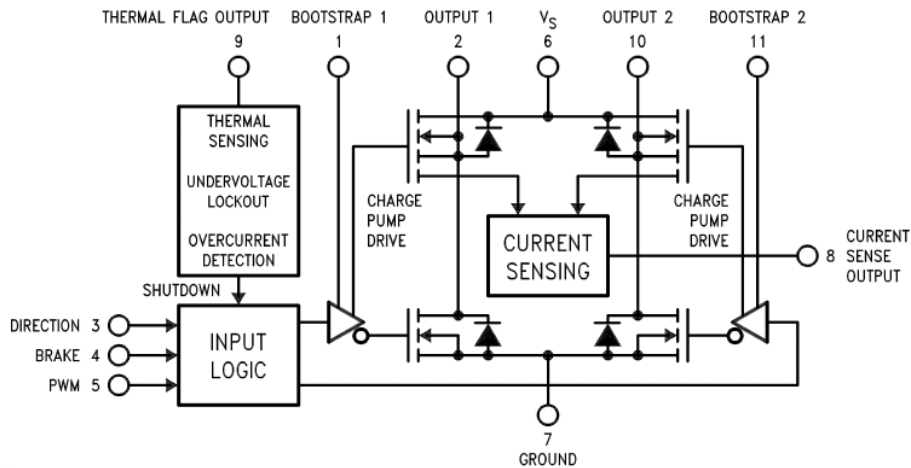 THERMAL FLAG OUTPUT
9
BOOTSTRAP 1
1
OUTPUT 1
2
VS
6
OUTPUT 2
10
BOOTSTRAP 2
11
THERMAL
SENSING
UNDERVOLTAGE
LOCKOUT
OVERCURRENT
DETECTION
SHUTDOWN
CHARGE
PUMP
DRIVE
CURRENT
SENSING
CHARGE
PUMP
DRIVE
8 CURRENT
SENSE
OUTPUT
DIRECTION 3
BRAKE 4
PWM 5
INPUT
LOGIC
7
GROUND